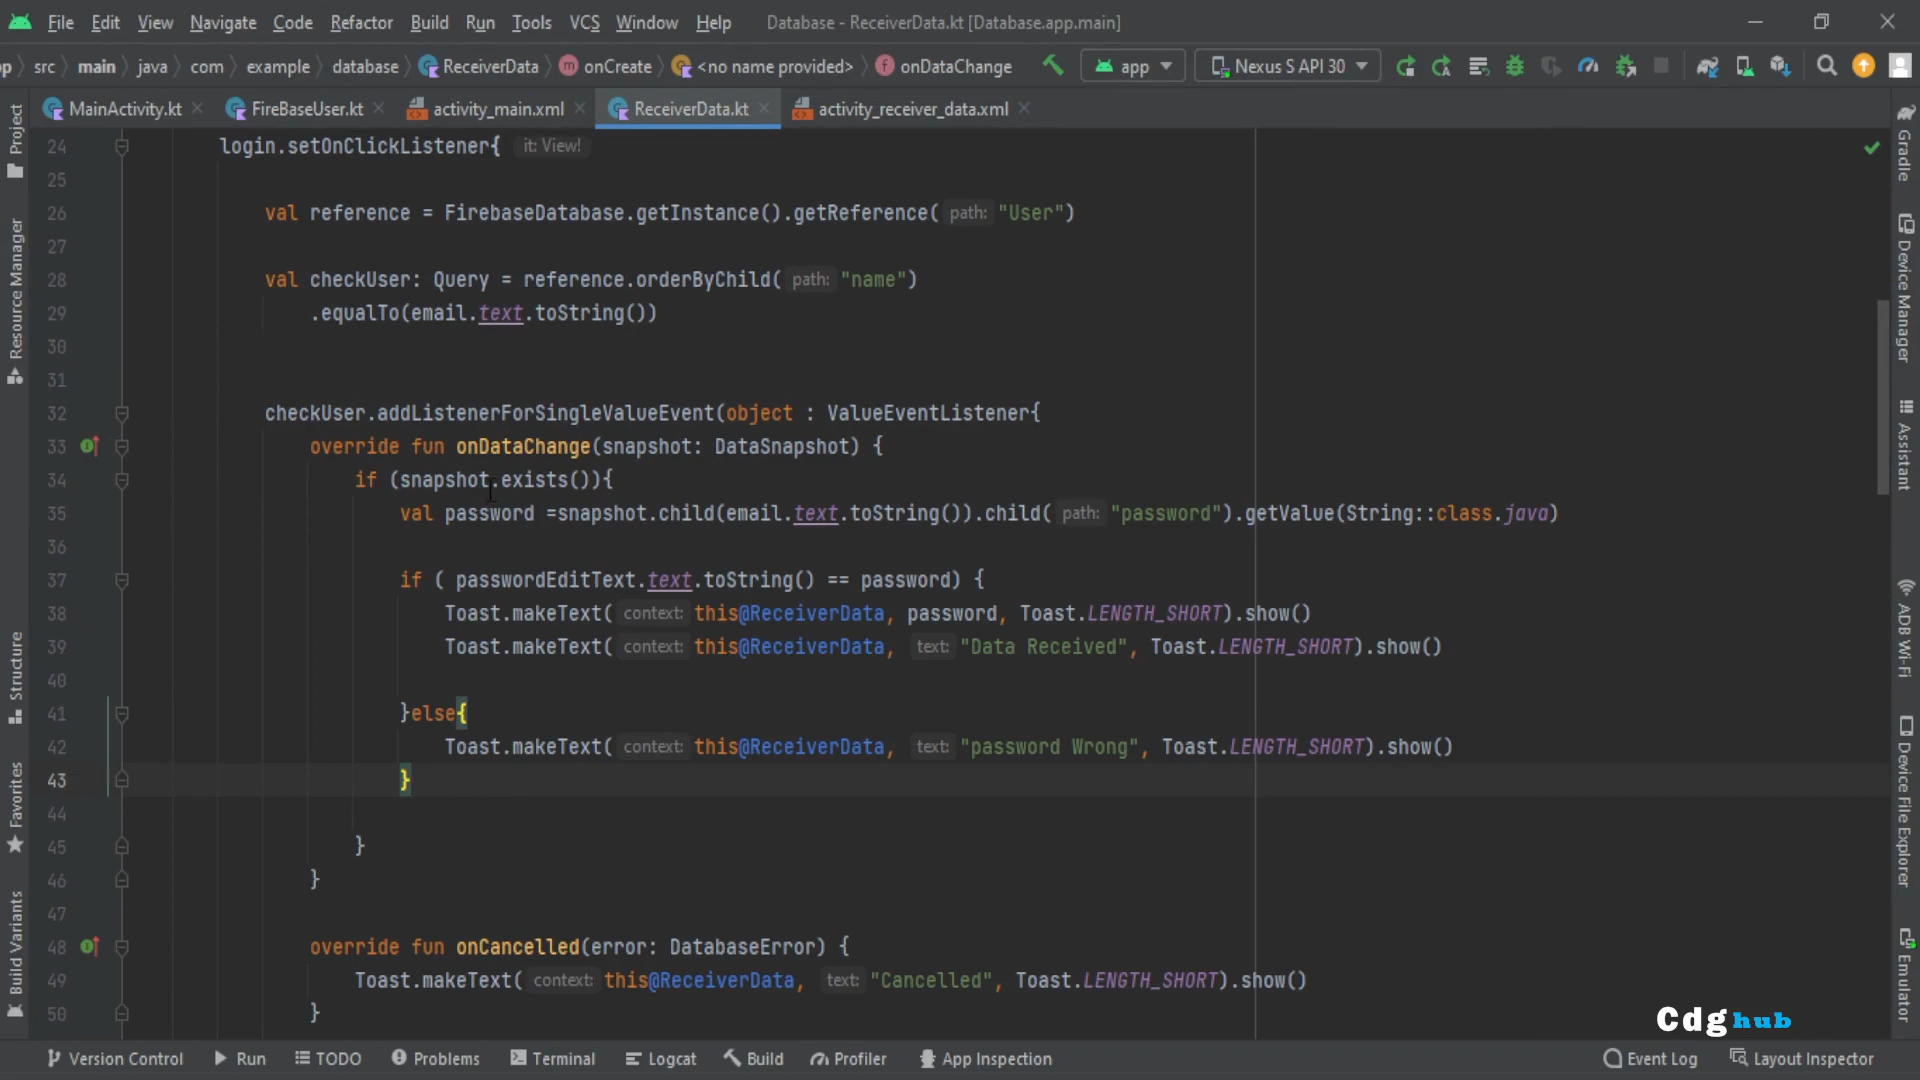 File Edit View Navigate Code Refactor Build Run Tools VCS Window Help Database - ReceiverData.kt [Database.app.main]
pp src main java com example database ReceiverData onCreate <no name provided> onDataChange app Nexus S API 30
MainActivity.kt FireBaseUser.kt activity_main.xml ReceiverData.kt activity_receiver_data.xml
24 login.setOnClickListener{ it: View!
25
26 val reference = FirebaseDatabase.getInstance().getReference( path: "User")
27
28 val checkUser: Query = reference.orderByChild( path: "name")
29 .equalTo(email.text.toString())
30
31
32 checkUser.addListenerForSingleValueEvent(object : ValueEventListener{
33 override fun onDataChange(snapshot: DataSnapshot) {
34 if (snapshot.exists()){
35 val password =snapshot.child(email.text.toString()).child( path: "password").getValue(String::class.java)
36
37 if ( passwordEditText.text.toString() == password) {
38 Toast.makeText( context: this@ReceiverData, password, Toast.LENGTH_SHORT).show()
39 Toast.makeText( context: this@ReceiverData, text: "Data Received", Toast.LENGTH_SHORT).show()
40
41 }else{
42 Toast.makeText( context: this@ReceiverData, text: "password Wrong", Toast.LENGTH_SHORT).show()
43 }
44
45 }
46 }
47
48 override fun onCancelled(error: DatabaseError) {
49 Toast.makeText( context: this@ReceiverData, text: "Cancelled", Toast.LENGTH_SHORT).show()
50 }
Project
Resource Manager
Structure
Favorites
Build Variants
Gradle
Device Manager
Assistant
ADB Wi-Fi
Device File Explorer
Emulator
Cdghub
Version Control Run TODO Problems Terminal Logcat Build Profiler App Inspection Event Log Layout Inspector